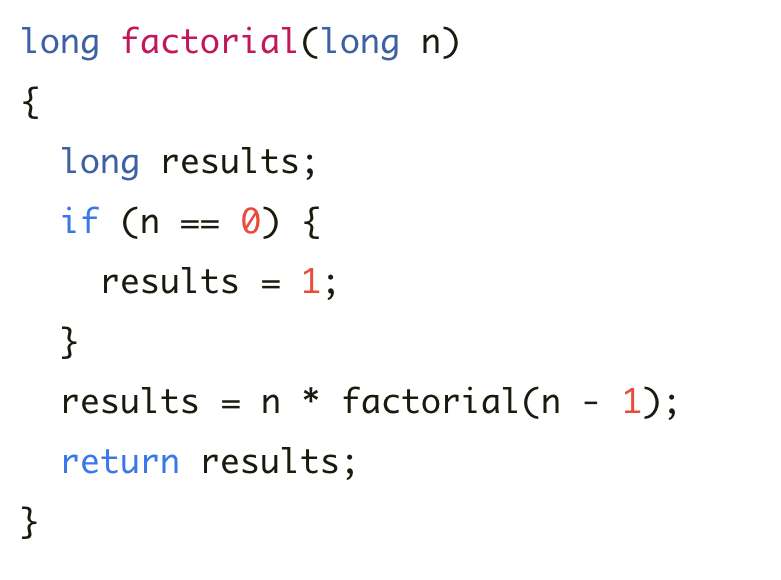 long factorial(long n)
{
  long results;
  if (n == 0) {
    results = 1;
  }
  results = n * factorial(n - 1);
  return results;
}